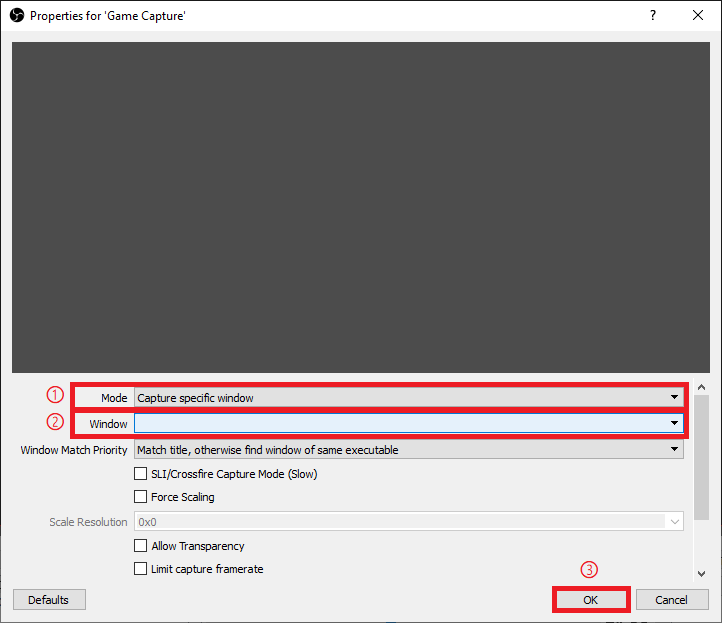 Properties for 'Game Capture'
?
① Mode Capture specific window
② Window
Window Match Priority Match title, otherwise find window of same executable
SLI/Crossfire Capture Mode (Slow)
Force Scaling
Scale Resolution 0x0
Allow Transparency
Limit capture framerate
③
Defaults OK Cancel